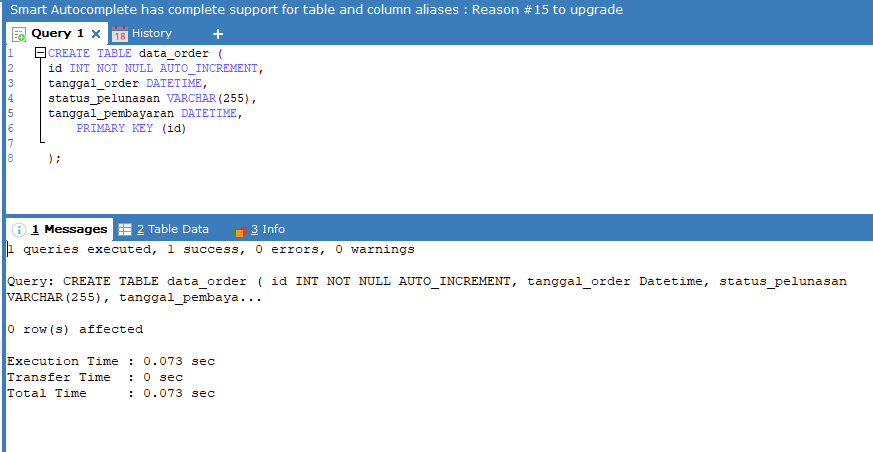 Smart Autocomplete has complete support for table and column aliases : Reason #15 to upgrade
Query 1 x 18 History +
1 CREATE TABLE data_order (
2 id INT NOT NULL AUTO_INCREMENT,
3 tanggal_order DATETIME,
4 status_pelunasan VARCHAR(255),
5 tanggal_pembayaran DATETIME,
6 PRIMARY KEY (id)
7
8 );
1 Messages 2 Table Data 3 Info
1 queries executed, 1 success, 0 errors, 0 warnings
Query: CREATE TABLE data_order ( id INT NOT NULL AUTO_INCREMENT, tanggal_order Datetime, status_pelunasan
VARCHAR(255), tanggal_pembaya...
0 row(s) affected
Execution Time : 0.073 sec
Transfer Time : 0 sec
Total Time : 0.073 sec